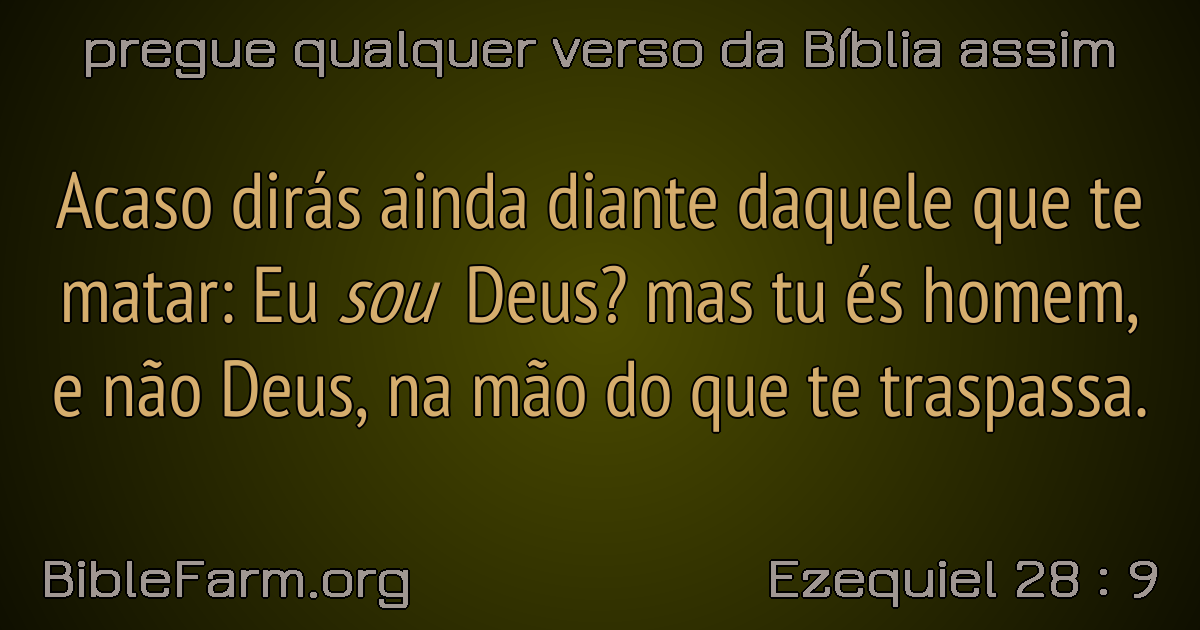 pregue qualquer verso da Bíblia assim
Acaso dirás ainda diante daquele que te
matar: Eu sou Deus? mas tu és homem,
e não Deus, na mão do que te traspassa.
BibleFarm.org
Ezequiel 28 : 9